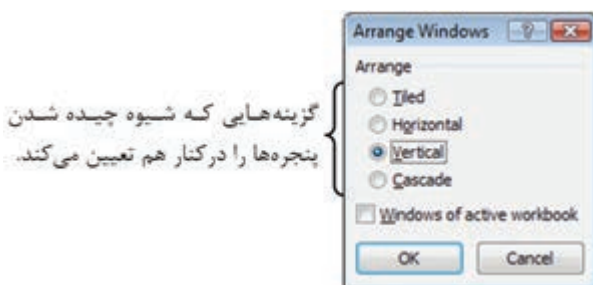 Arrange Windows
Arrange
Tiled
Horizontal
Vertical
Cascade
Windows of active workbook
OK Cancel
گزینه‌هایی که شیوه چیده شدن
پنجره‌ها را درکنار هم تعیین می‌کند.